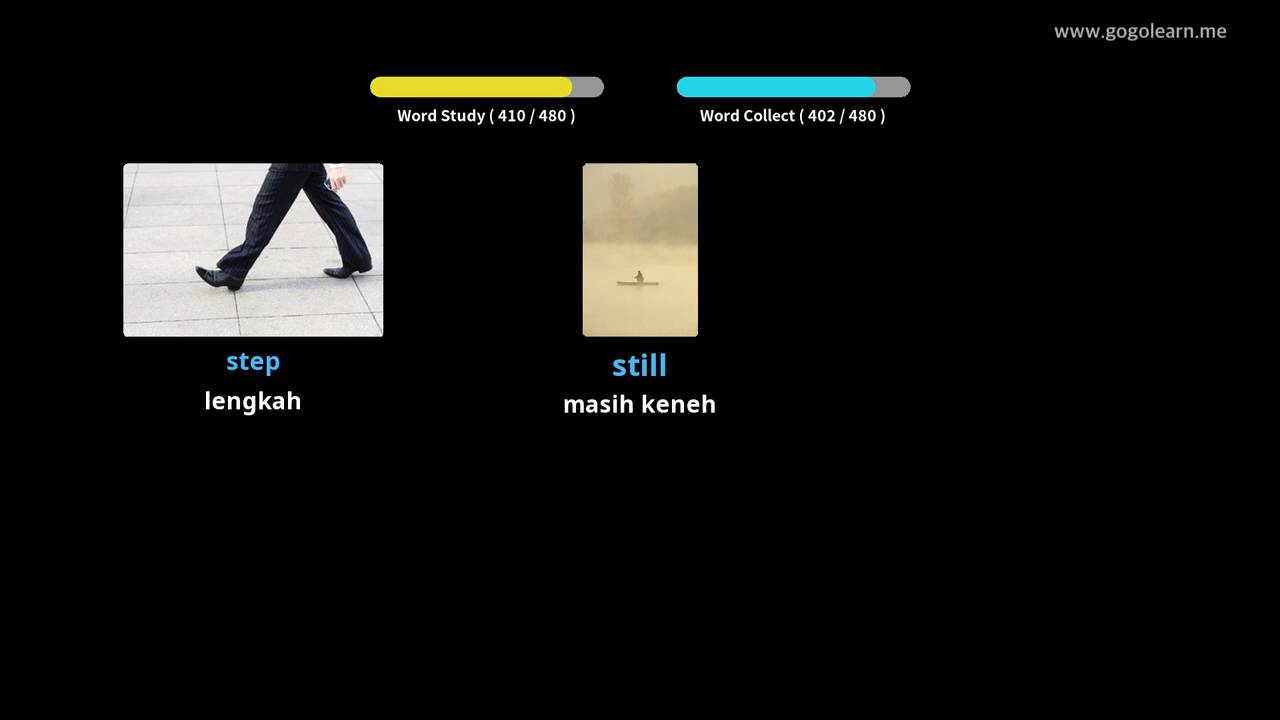 www.gogolearn.me
Word Study ( 410 / 480 )
Word Collect ( 402 / 480 )
step
lengkah
still
masih keneh